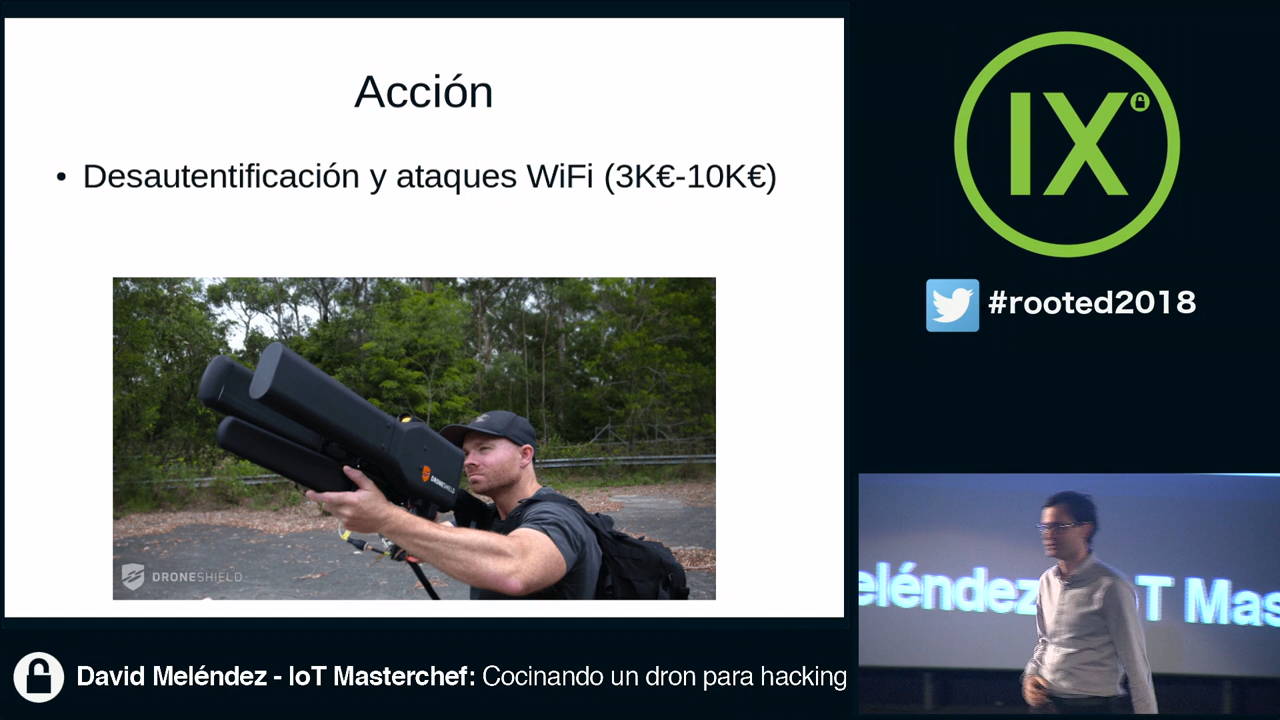 Acción
• Desautentificación y ataques WiFi (3K€-10K€)
DRONESHIELD
DRONESHIELD
IX
#rooted2018
eléndez IoT Mas
David Meléndez - IoT Masterchef: Cocinando un dron para hacking